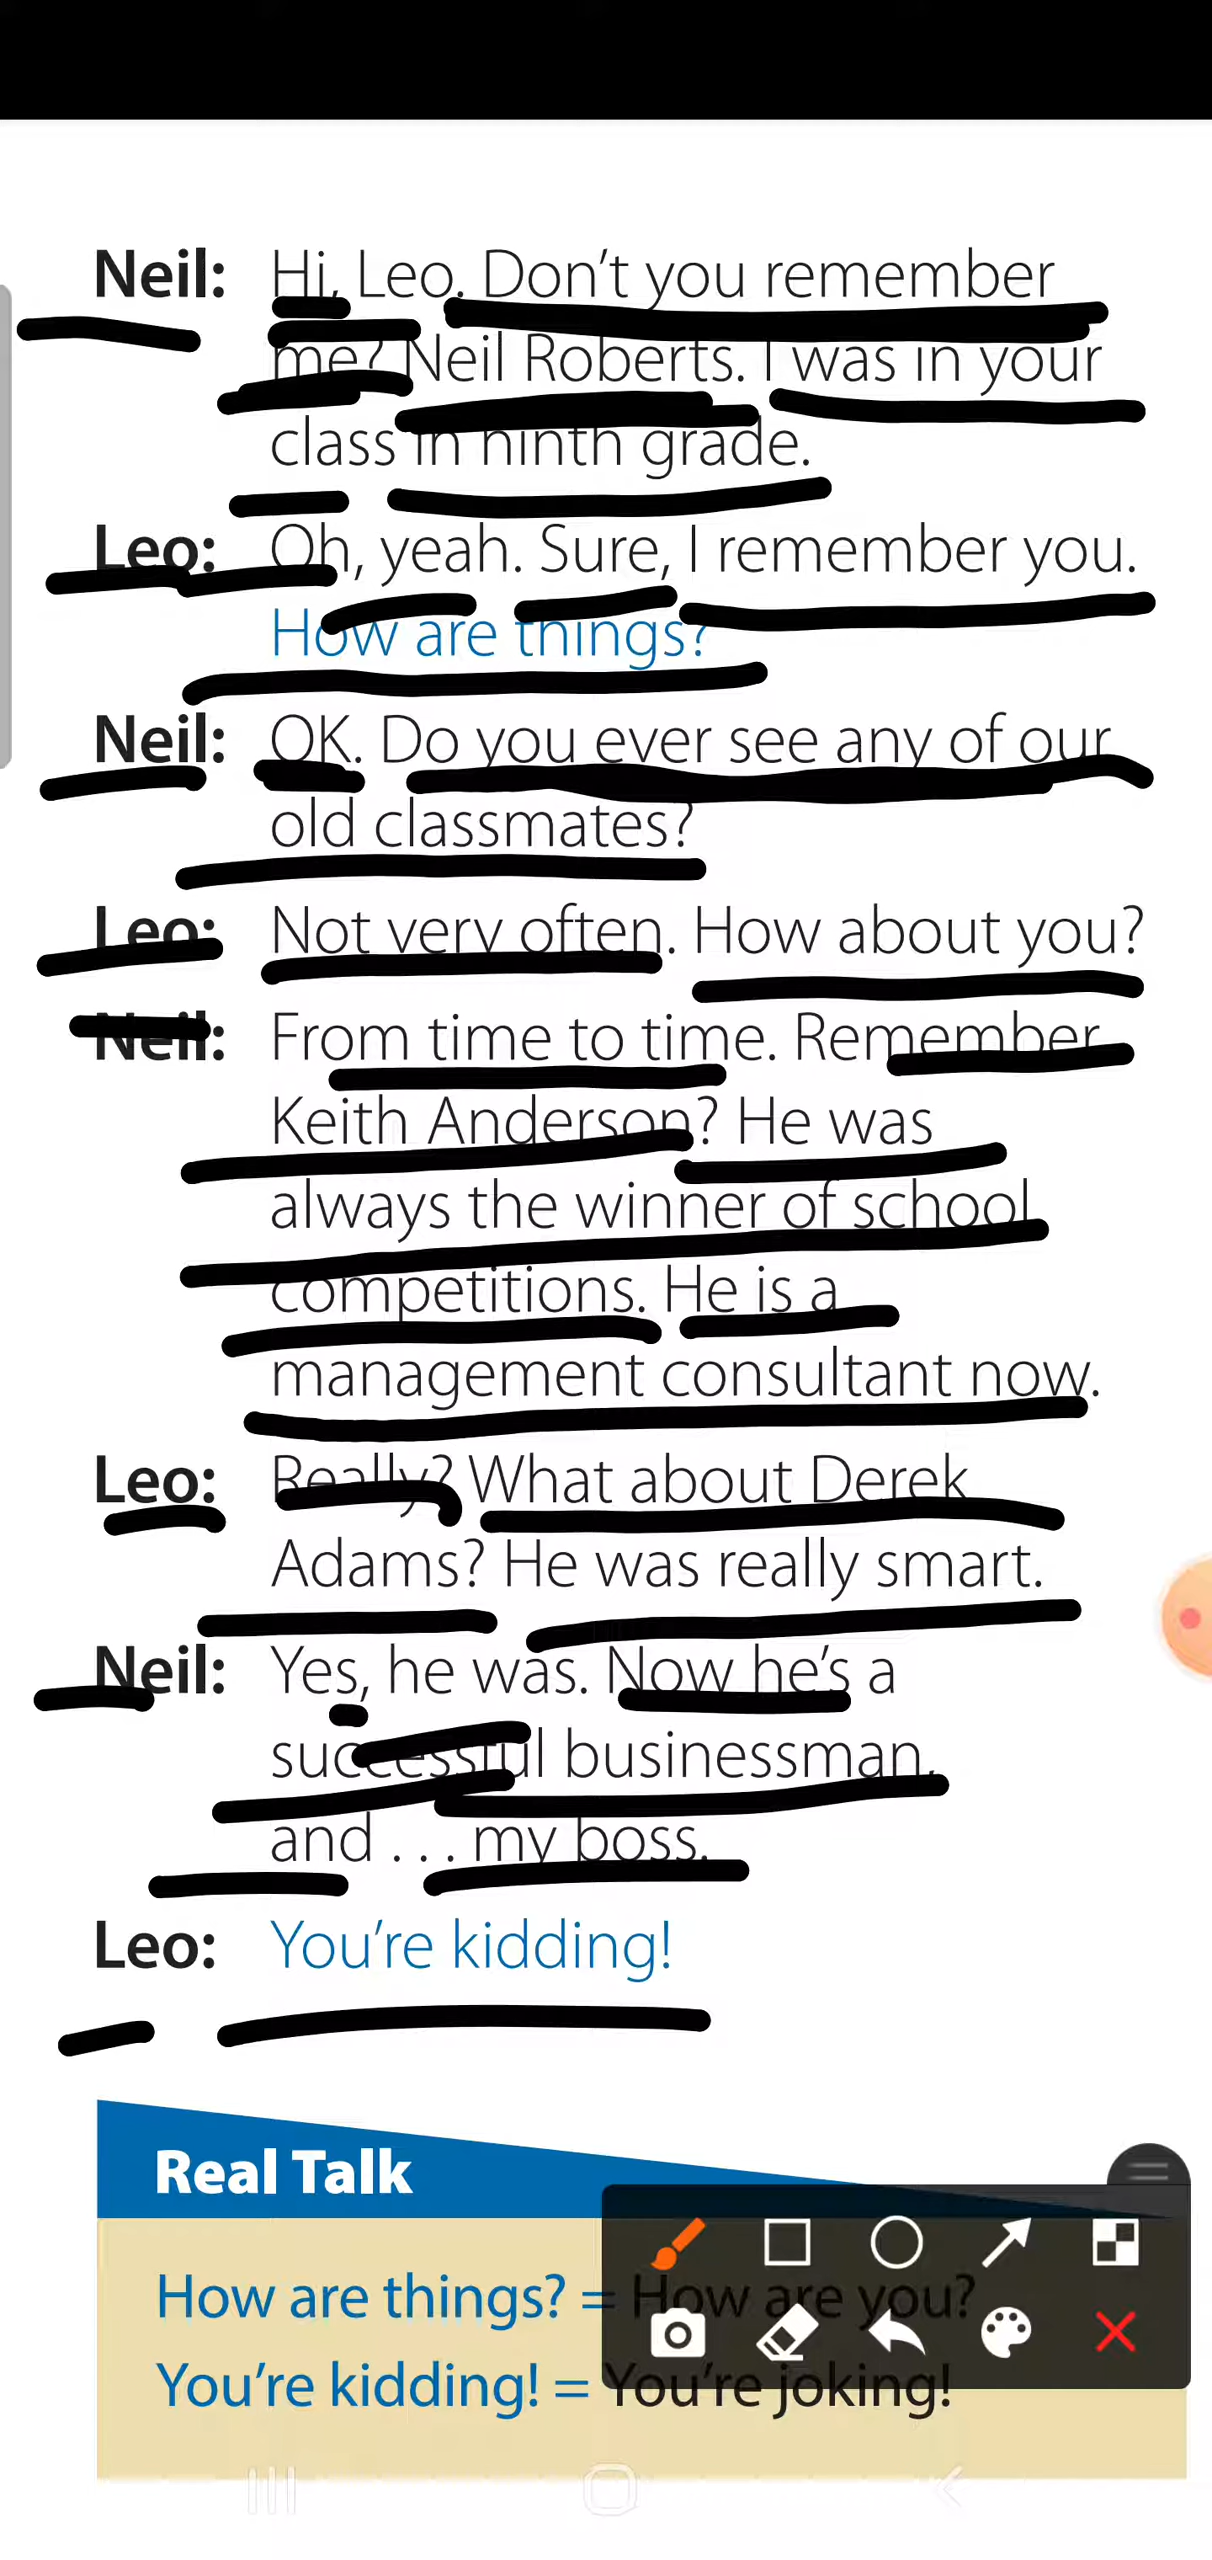 Neil: Hi, Leo. Don't you remember
me? Neil Roberts. I was in your
class in ninth grade.
Leo: Oh, yeah. Sure, I remember you.
How are things?
Neil: OK. Do you ever see any of our
old classmates?
Leo: Not very often. How about you?
Neil: From time to time. Remember
Keith Anderson? He was
always the winner of school
competitions. He is a
management consultant now.
Leo: Really? What about Derek
Adams? He was really smart.
Neil: Yes, he was. Now he's a
successful businessman,
and . . . my boss.
Leo: You're kidding!
Real Talk
How are things? = How are you?
You're kidding! = You're joking!